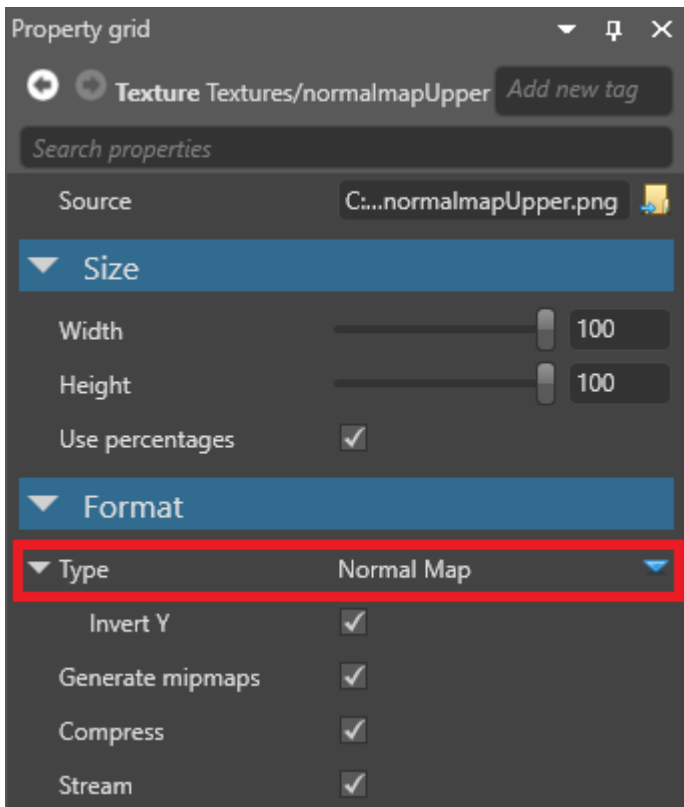 Property grid
Texture Textures/normalmapUpper Add new tag
Search properties
Source C:...normalmapUpper.png
Size
Width 100
Height 100
Use percentages
Format
Type Normal Map
Invert Y
Generate mipmaps
Compress
Stream